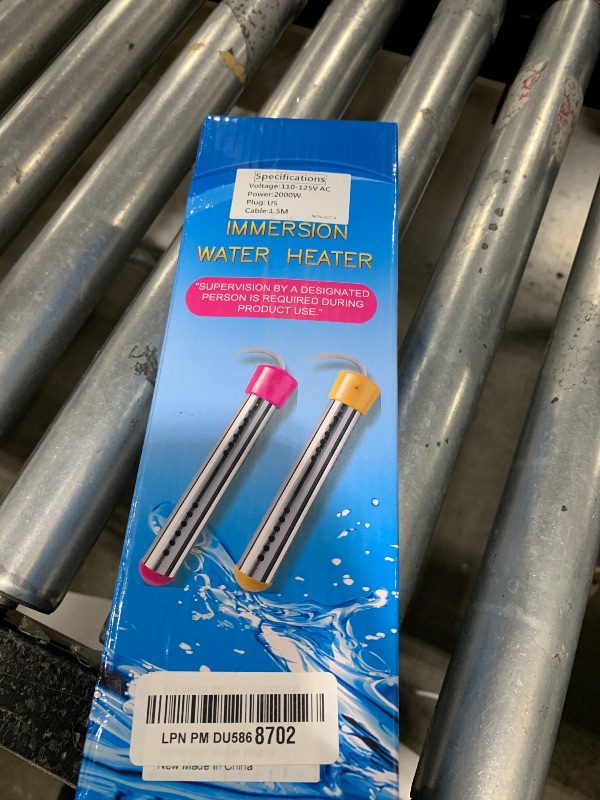 Specifications
Voltage:110-125V AC
Power:2000W
Plug: US
Cable:1.5M
IMMERSION
WATER HEATER
"SUPERVISION BY A DESIGNATED
PERSON IS REQUIRED DURING
PRODUCT USE."
LPN PM DU586 8702
New Made in China